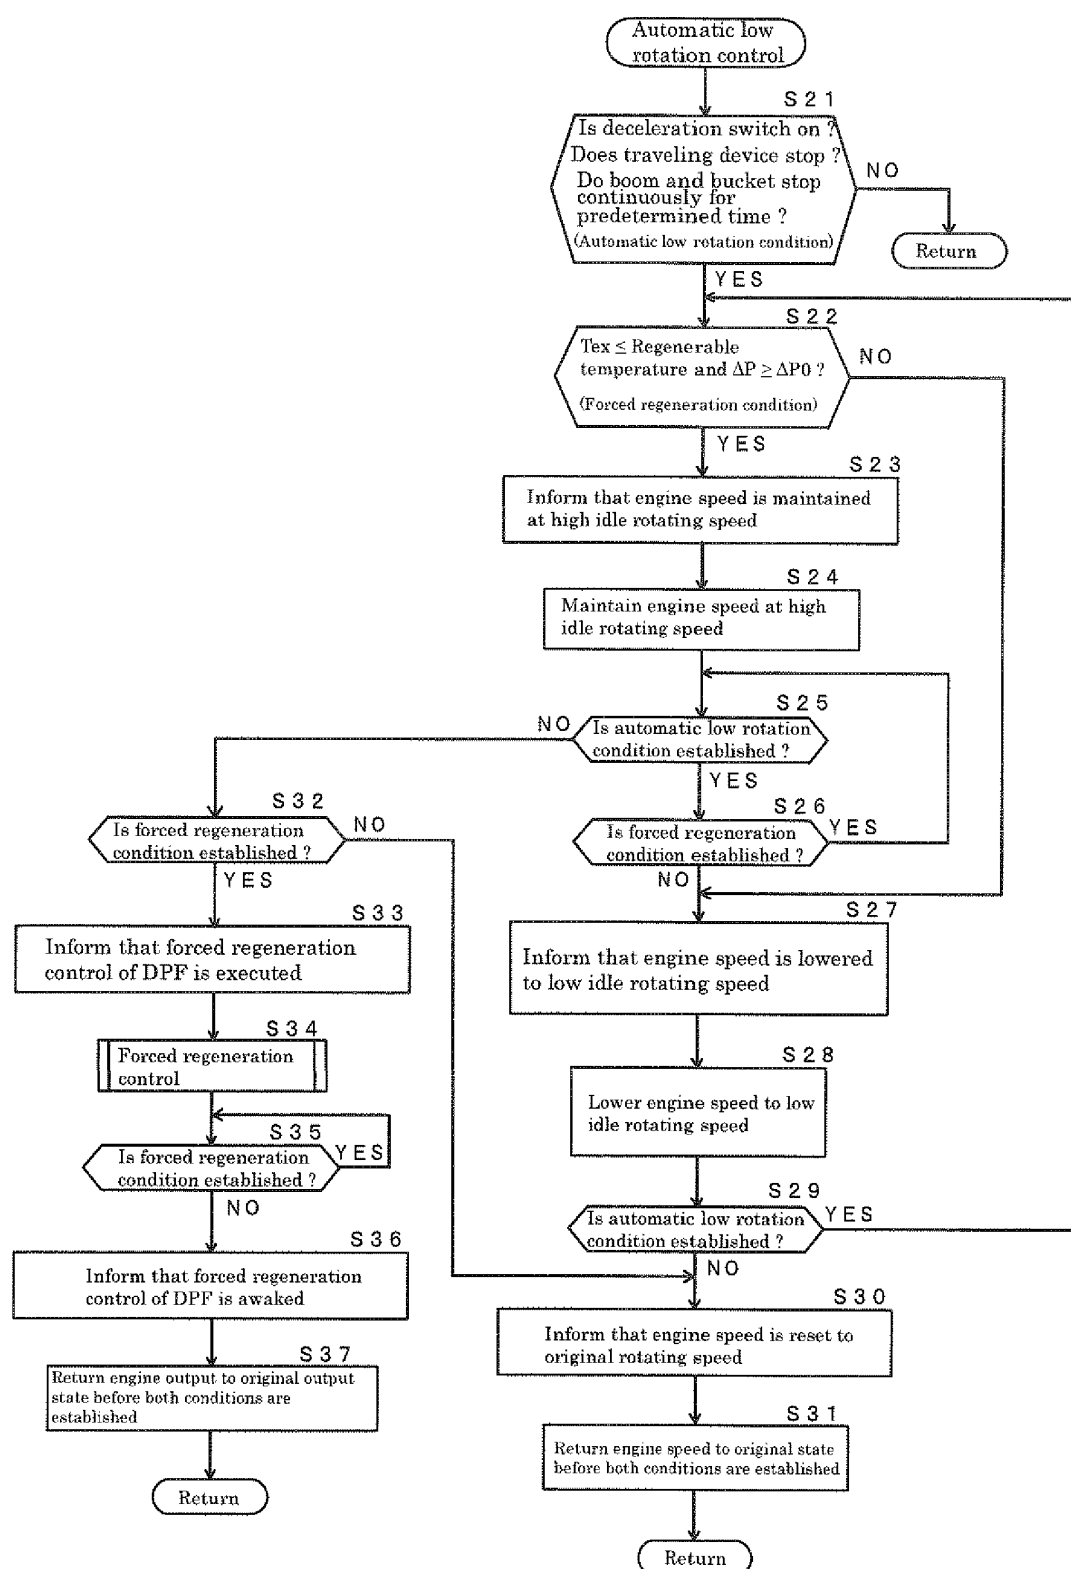 Automatic low
rotation control
S21
Is deceleration switch on ?
Does traveling device stop ?
Do boom and bucket stop
continuously for
predetermined time ?
(Automatic low rotation condition)
NO
Return
YES
S22
Tex ≤ Regenerable
temperature and ΔP ≥ ΔP0 ?
(Forced regeneration condition)
NO
YES
S23
Inform that engine speed is maintained
at high idle rotating speed
S24
Maintain engine speed at high
idle rotating speed
S25
Is automatic low rotation
condition established ?
NO
YES
S26
Is forced regeneration
condition established ?
YES
NO
S27
Inform that engine speed is lowered
to low idle rotating speed
S28
Lower engine speed to low
idle rotating speed
S29
Is automatic low rotation
condition established ?
YES
NO
S30
Inform that engine speed is reset to
original rotating speed
S31
Return engine speed to original state
before both conditions are established
Return
S32
Is forced regeneration
condition established ?
NO
YES
S33
Inform that forced regeneration
control of DPF is executed
S34
Forced regeneration
control
S35
Is forced regeneration
condition established ?
YES
NO
S36
Inform that forced regeneration
control of DPF is awaked
S37
Return engine output to original output
state before both conditions are
established
Return